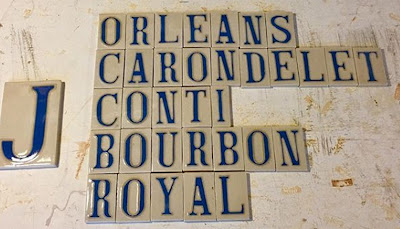 J
ORLEANS
CARONDELET
CONTI
BOURBON
ROYAL